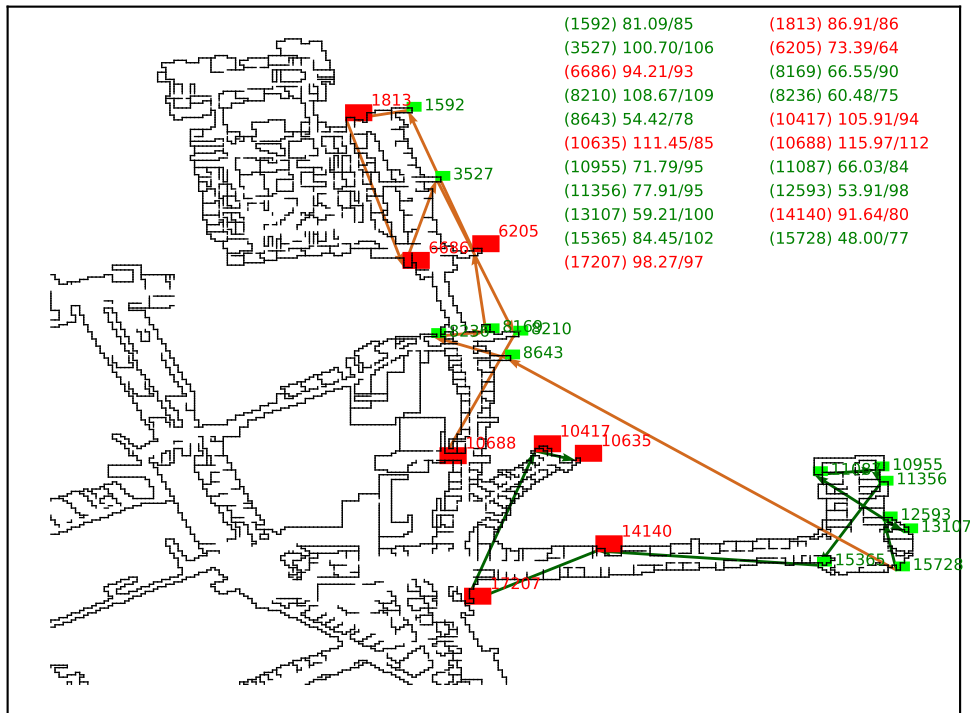 (1592) 81.09/85 (1813) 86.91/86
(3527) 100.70/106 (6205) 73.39/64
(6686) 94.21/93 (8169) 66.55/90
(8210) 108.67/109 (8236) 60.48/75
(8643) 54.42/78 (10417) 105.91/94
(10635) 111.45/85 (10688) 115.97/112
(10955) 71.79/95 (11087) 66.03/84
(11356) 77.91/95 (12593) 53.91/98
(13107) 59.21/100 (14140) 91.64/80
(15365) 84.45/102 (15728) 48.00/77
(17207) 98.27/97
1813
1592
3527
6205
6686
8236
8169
8210
8643
10417
10635
10688
11087
10955
11356
12593
13107
14140
15365
15728
17207